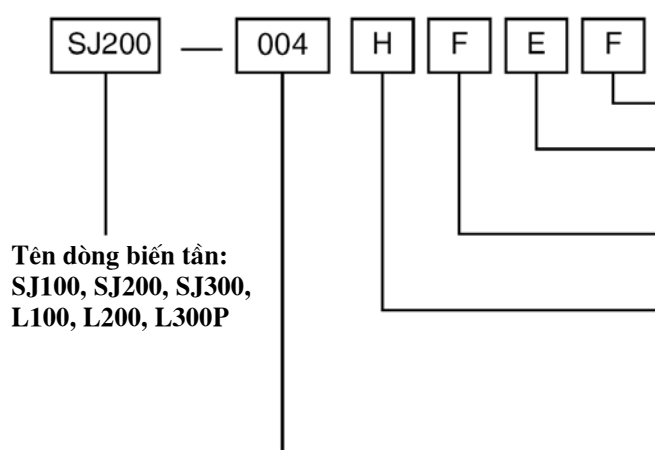 SJ200 — 004 H F E F
Tên dòng biến tần:
SJ100, SJ200, SJ300,
L100, L200, L300P